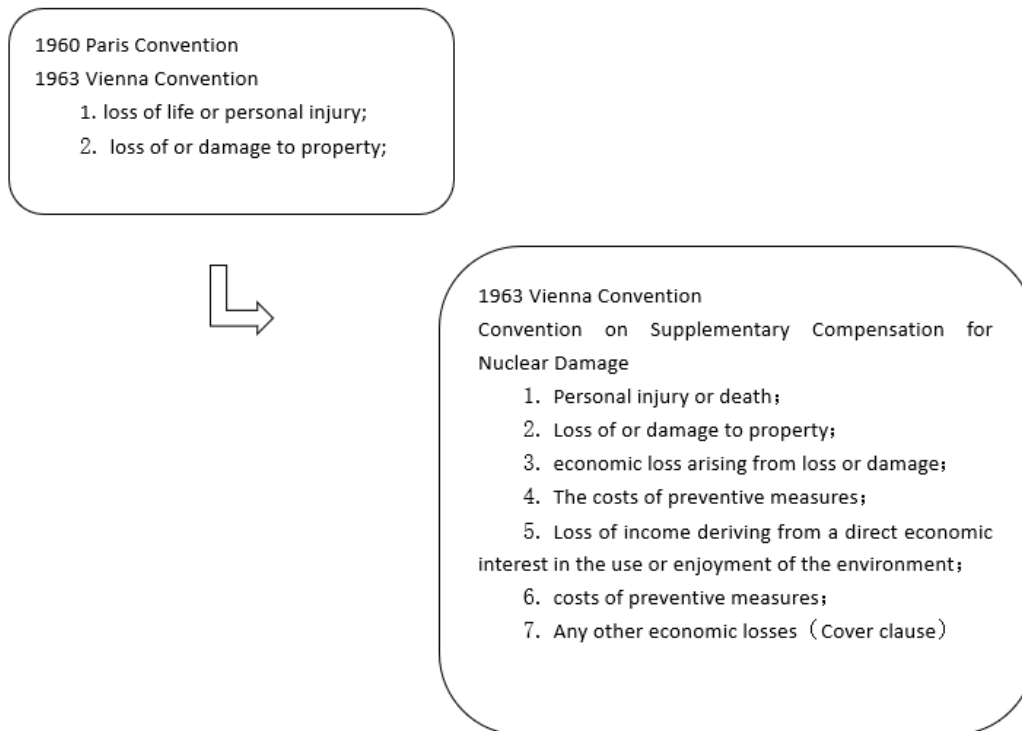 1960 Paris Convention
1963 Vienna Convention
1. loss of life or personal injury;
2. loss of or damage to property;
1963 Vienna Convention
Convention on Supplementary Compensation for
Nuclear Damage
1. Personal injury or death；
2. Loss of or damage to property；
3. economic loss arising from loss or damage；
4. The costs of preventive measures；
5. Loss of income deriving from a direct economic
interest in the use or enjoyment of the environment；
6. costs of preventive measures；
7. Any other economic losses（Cover clause）